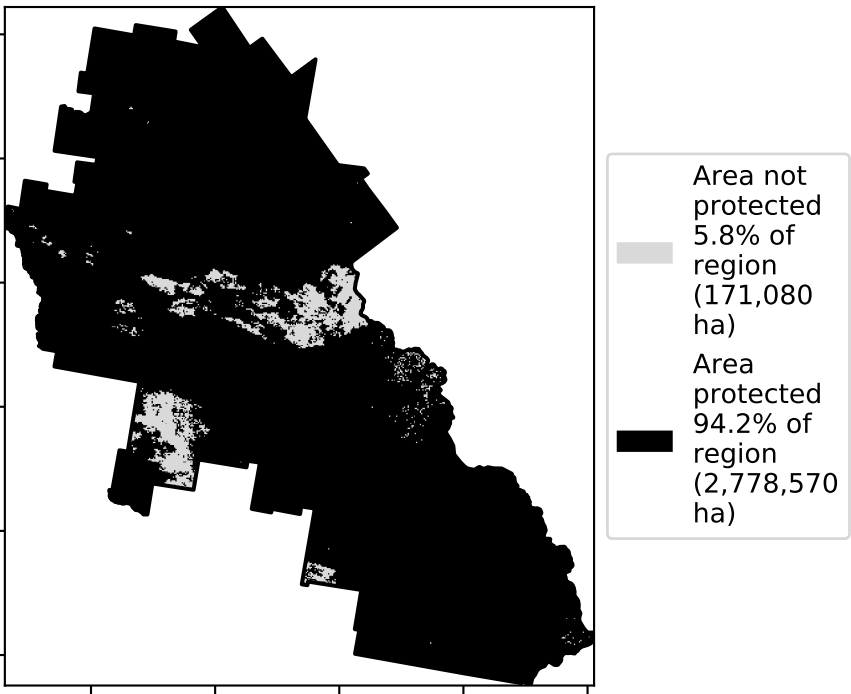 Area not
protected
5.8% of
region
(171,080
ha)
Area
protected
94.2% of
region
(2,778,570
ha)